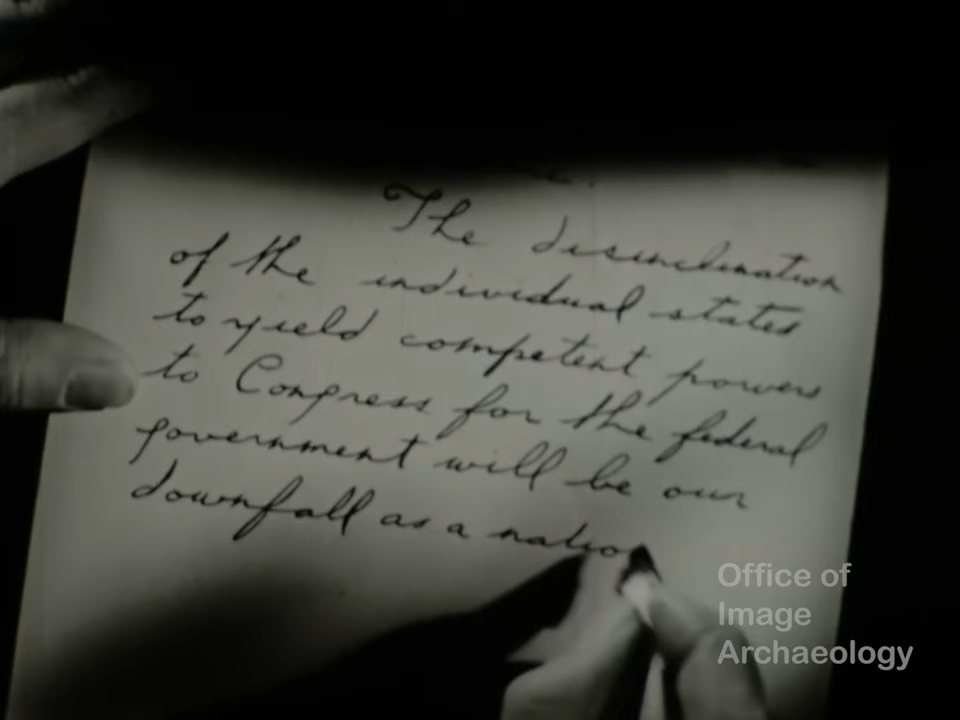 The disinclination
of the individual states
to yield competent powers
to Congress for the federal
government will be our
downfall as a natio
Office of
Image
Archaeology